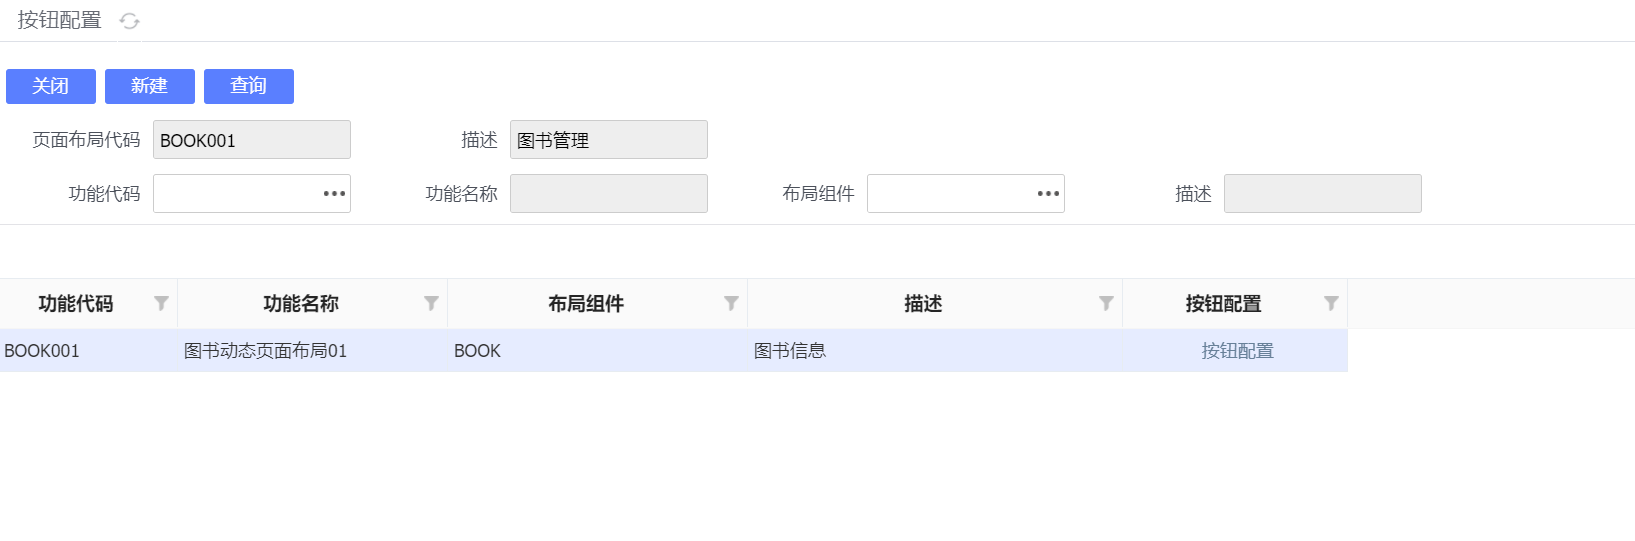 按钮配置
关闭 新建 查询
页面布局代码 BOOK001 描述 图书管理
功能代码 功能名称 布局组件 描述
功能代码 功能名称 布局组件 描述 按钮配置
BOOK001 图书动态页面布局01 BOOK 图书信息 按钮配置